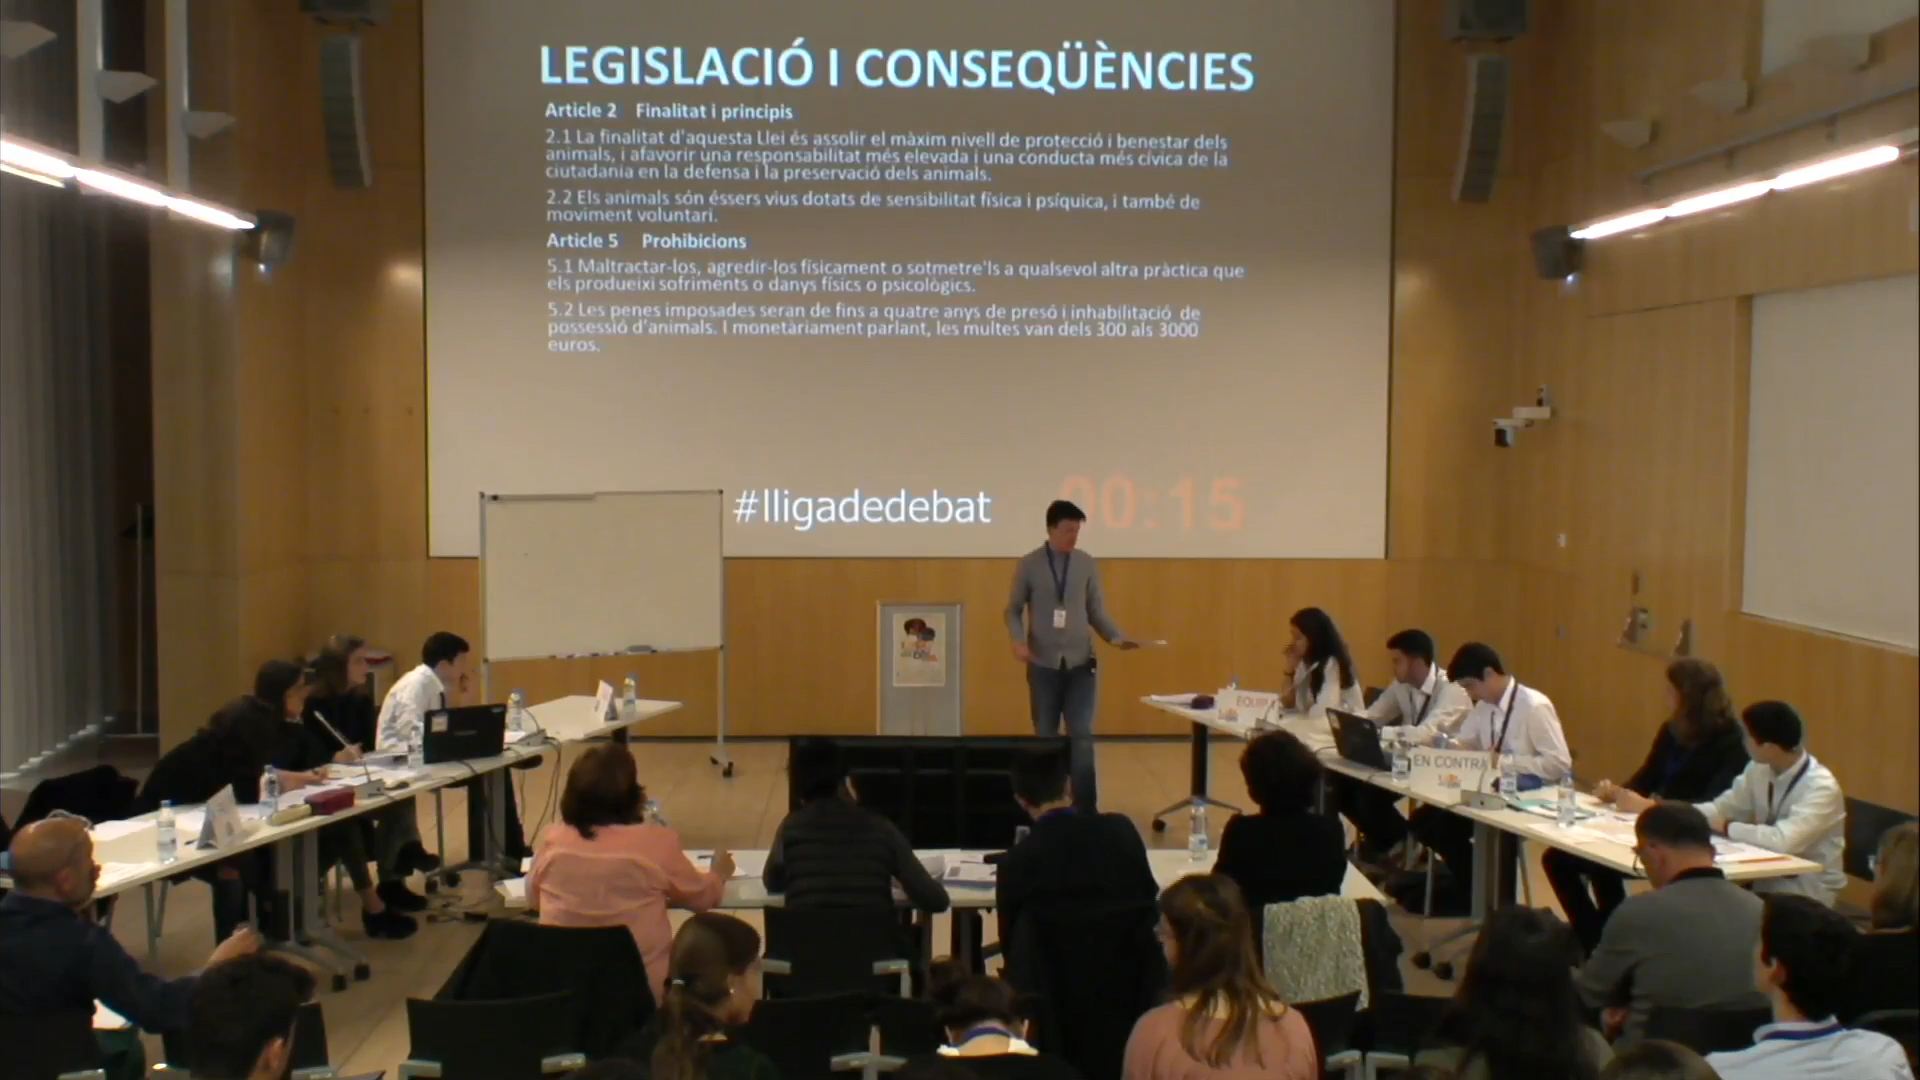 LEGISLACIÓ I CONSEQÜÈNCIES
Article 2 Finalitat i principis
2.1 La finalitat d'aquesta Llei és assolir el màxim nivell de protecció i benestar dels
animals, i afavorir una responsabilitat més elevada i una conducta més cívica de la
ciutadania en la defensa i la preservació dels animals.
2.2 Els animals són éssers vius dotats de sensibilitat física i psíquica, i també de
moviment voluntari.
Article 5 Prohibicions
5.1 Maltractar-los, agredir-los físicament o sotmetre'ls a qualsevol altra pràctica que
els produeixi sofriments o danys físics o psicològics.
5.2 Les penes imposades seran de fins a quatre anys de presó i inhabilitació de
possessió d'animals. I monetàriament parlant, les multes van dels 300 als 3000
euros.
#lligadedebat
00:15
EQUIP
EN CONTRA